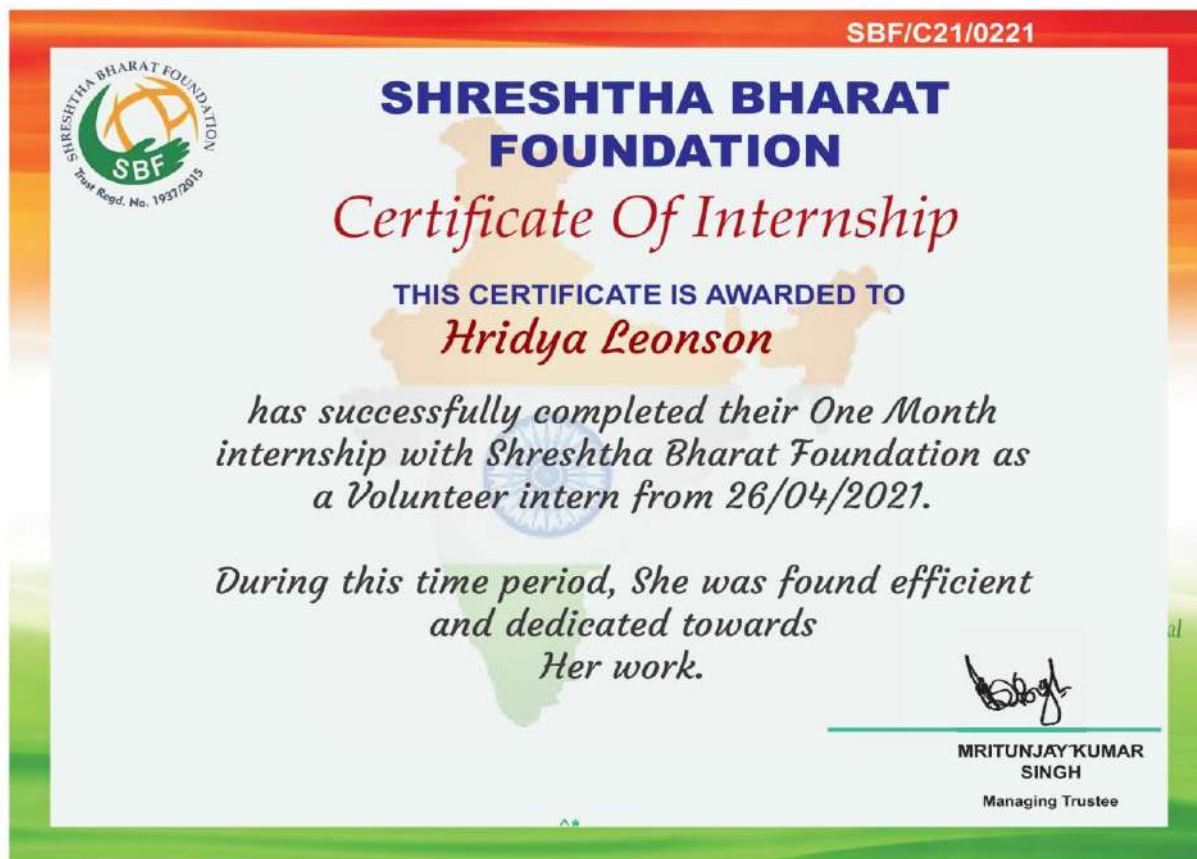 SBF/C21/0221
SHRESHTHA BHARAT FOUNDATION
SBF
Trust Regd. No. 1937/2015
SHRESHTHA BHARAT
FOUNDATION
Certificate Of Internship
THIS CERTIFICATE IS AWARDED TO
Hridya Leonson
has successfully completed their One Month
internship with Shreshtha Bharat Foundation as
a Volunteer intern from 26/04/2021.
During this time period, She was found efficient
and dedicated towards
Her work.
al
MRITUNJAY KUMAR
SINGH
Managing Trustee
^*